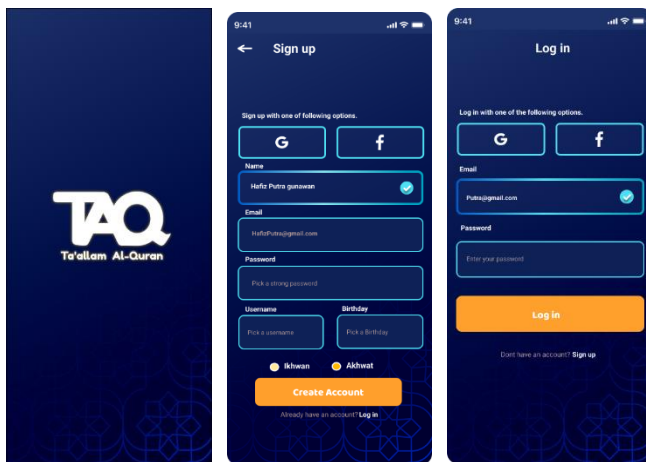 TAQ
Ta'allam Al-Quran
9:41
Sign up
Sign up with one of following options.
G f
Name
Hafiz Putra gunawan
Email
HafizPutra@gmail.com
Password
Pick a strong password
Username Birthday
Pick a username Pick a Birthday
Ikhwan Akhwat
Create Account
Already have an account? Log in
9:41
Log in
Log in with one of the following options.
G f
Email
Putra@gmail.com
Password
Enter your password
Log in
Dont have an account? Sign up